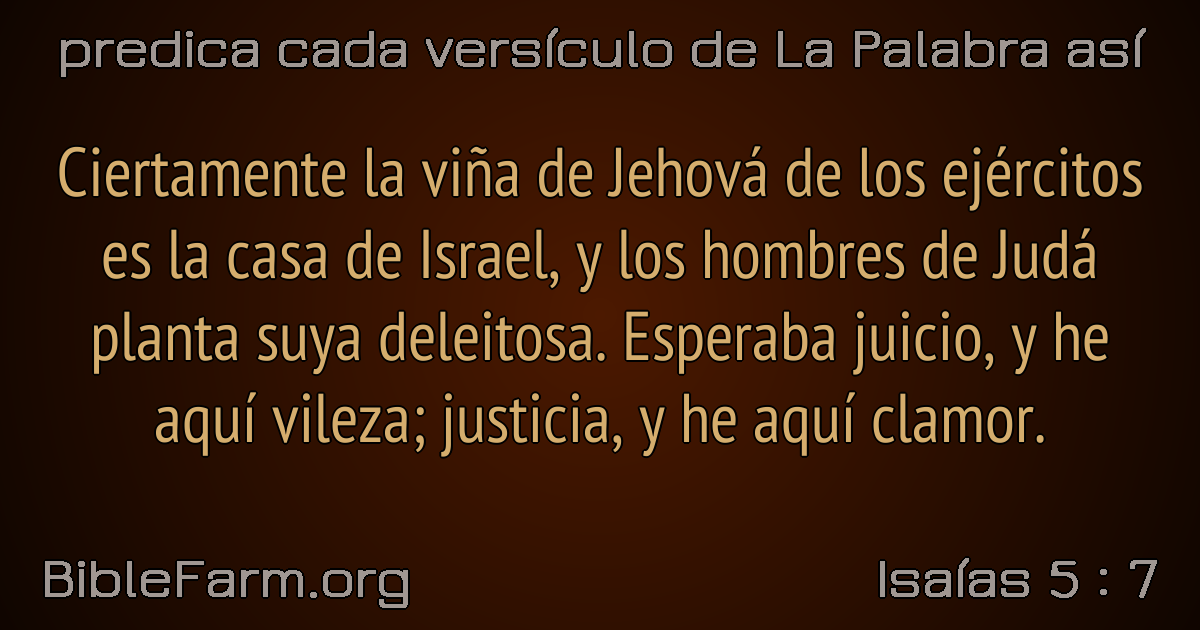 predica cada versículo de La Palabra así
Ciertamente la viña de Jehová de los ejércitos
es la casa de Israel, y los hombres de Judá
planta suya deleitosa. Esperaba juicio, y he
aquí vileza; justicia, y he aquí clamor.
BibleFarm.org
Isaías 5 : 7